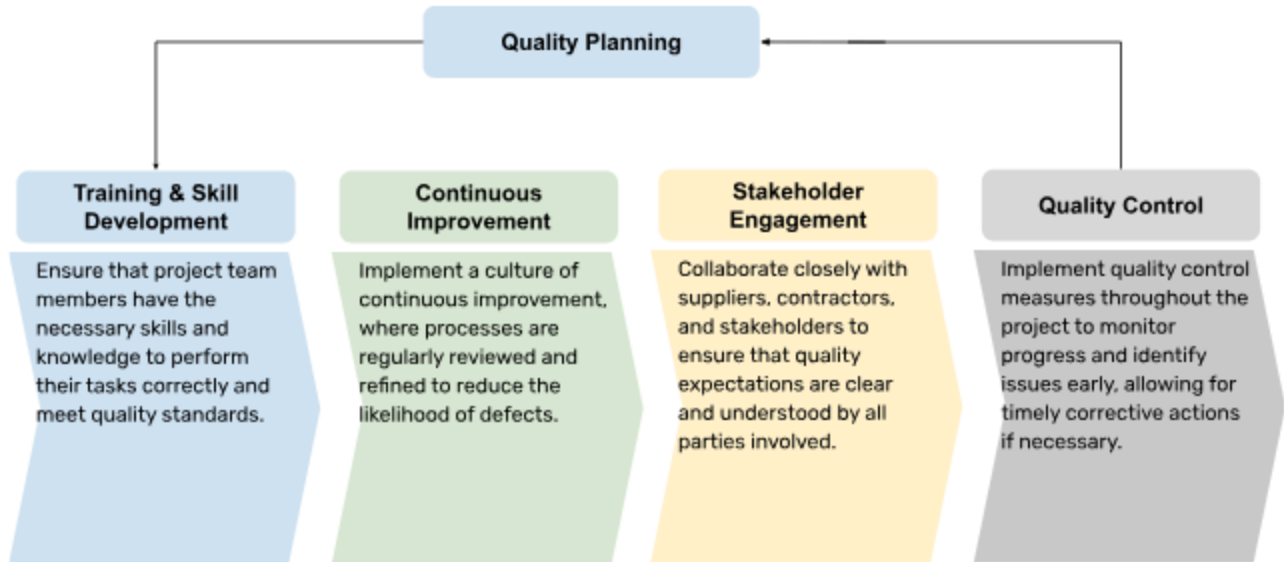 Quality Planning
Training & Skill
Development
Ensure that project team
members have the
necessary skills and
knowledge to perform
their tasks correctly and
meet quality standards.
Continuous
Improvement
Implement a culture of
continuous improvement,
where processes are
regularly reviewed and
refined to reduce the
likelihood of defects.
Stakeholder
Engagement
Collaborate closely with
suppliers, contractors,
and stakeholders to
ensure that quality
expectations are clear
and understood by all
parties involved.
Quality Control
Implement quality control
measures throughout the
project to monitor
progress and identify
issues early, allowing for
timely corrective actions
if necessary.